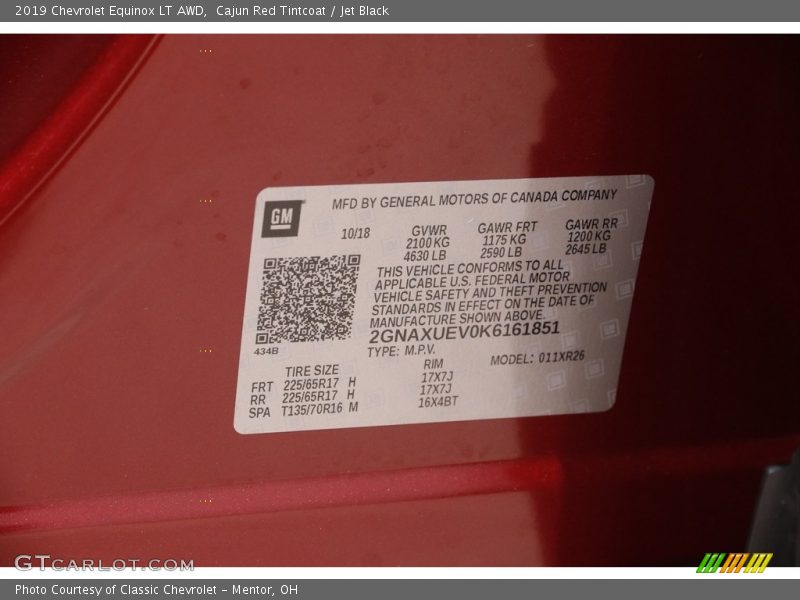 2019 Chevrolet Equinox LT AWD, Cajun Red Tintcoat / Jet Black
GM
MFD BY GENERAL MOTORS OF CANADA COMPANY
10/18 GVWR GAWR FRT GAWR RR
2100 KG 1175 KG 1200 KG
4630 LB 2590 LB 2645 LB
THIS VEHICLE CONFORMS TO ALL
APPLICABLE U.S. FEDERAL MOTOR
VEHICLE SAFETY AND THEFT PREVENTION
STANDARDS IN EFFECT ON THE DATE OF
MANUFACTURE SHOWN ABOVE.
2GNAXUEV0K6161851
434B
TYPE: M.P.V. MODEL: 011XR26
TIRE SIZE RIM
FRT 225/65R17 H 17X7J
RR 225/65R17 H 17X7J
SPA T135/70R16 M 16X4BT
GTCARLOT.COM
Photo Courtesy of Classic Chevrolet - Mentor, OH